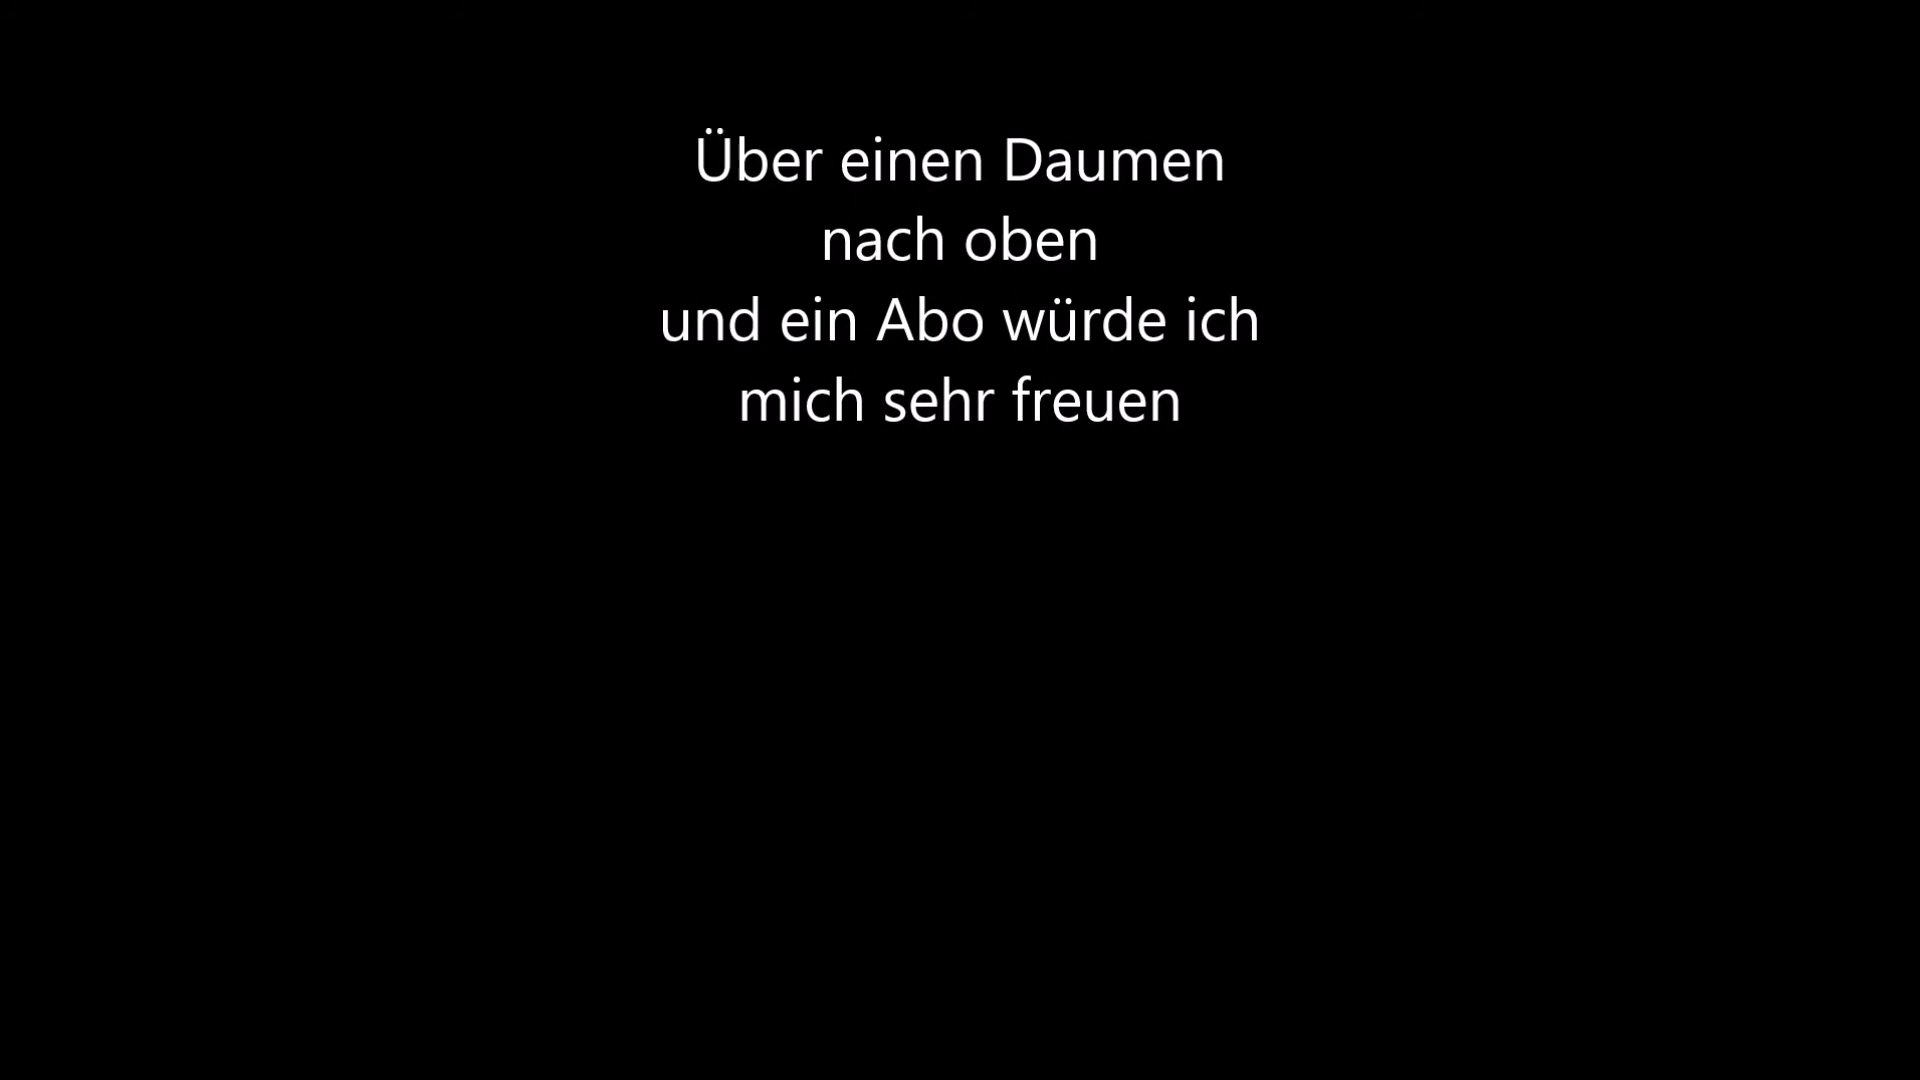 Über einen Daumen
nach oben
und ein Abo würde ich
mich sehr freuen